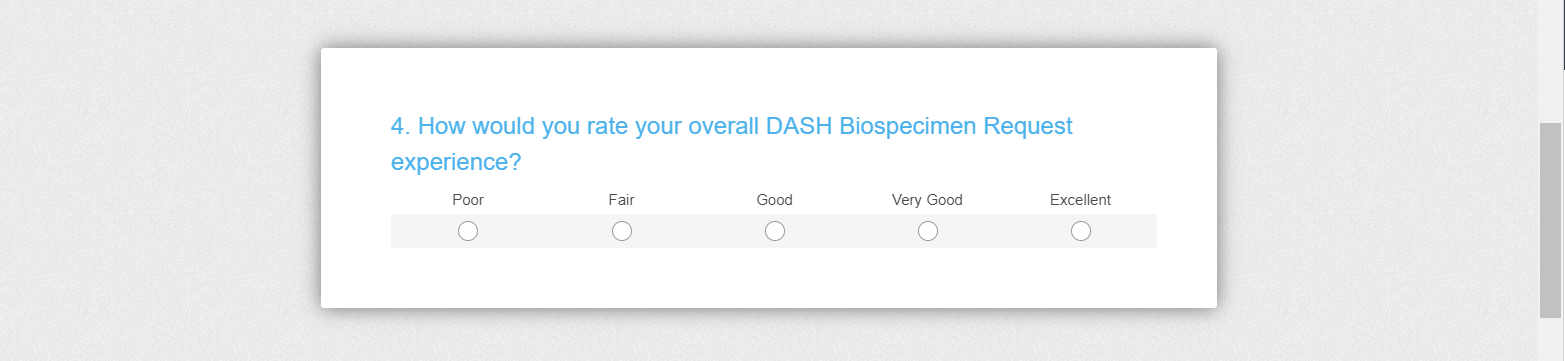 4. How would you rate your overall DASH Biospecimen Request
experience?
Poor Fair Good Very Good Excellent